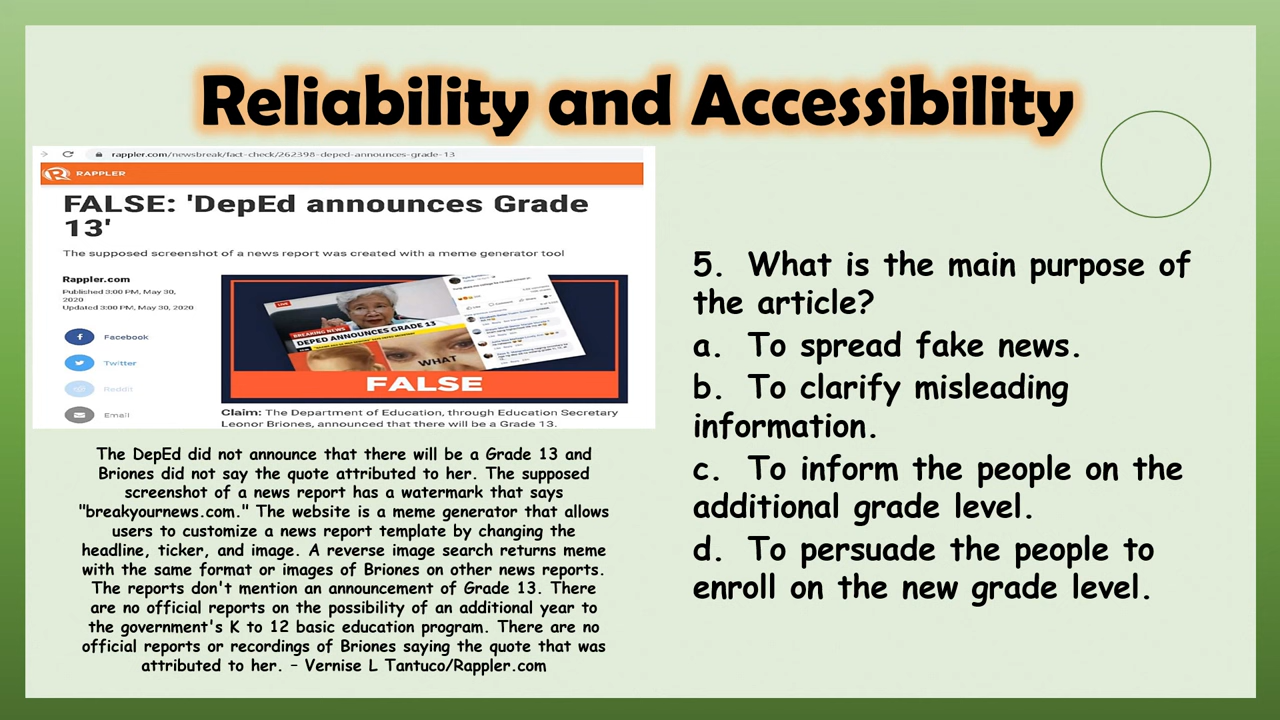 Reliability and Accessibility
rappler.com/newsbreak/fact-check/262398-deped-announces-grade-13
RAPPLER
FALSE: 'DepEd announces Grade
13'
The supposed screenshot of a news report was created with a meme generator tool
Rappler.com
Published 3:00 PM, May 30,
2020
Updated 3:00 PM, May 30, 2020
Facebook
Twitter
Reddit
Email
LIVE
BREAKING NEWS
DEPED ANNOUNCES GRADE 13
WHAT
FALSE
Claim: The Department of Education, through Education Secretary
Leonor Briones, announced that there will be a Grade 13.
The DepEd did not announce that there will be a Grade 13 and
Briones did not say the quote attributed to her. The supposed
screenshot of a news report has a watermark that says
"breakyournews.com." The website is a meme generator that allows
users to customize a news report template by changing the
headline, ticker, and image. A reverse image search returns meme
with the same format or images of Briones on other news reports.
The reports don't mention an announcement of Grade 13. There
are no official reports on the possibility of an additional year to
the government's K to 12 basic education program. There are no
official reports or recordings of Briones saying the quote that was
attributed to her. – Vernise L Tantuco/Rappler.com
5. What is the main purpose of
the article?
a. To spread fake news.
b. To clarify misleading
information.
c. To inform the people on the
additional grade level.
d. To persuade the people to
enroll on the new grade level.